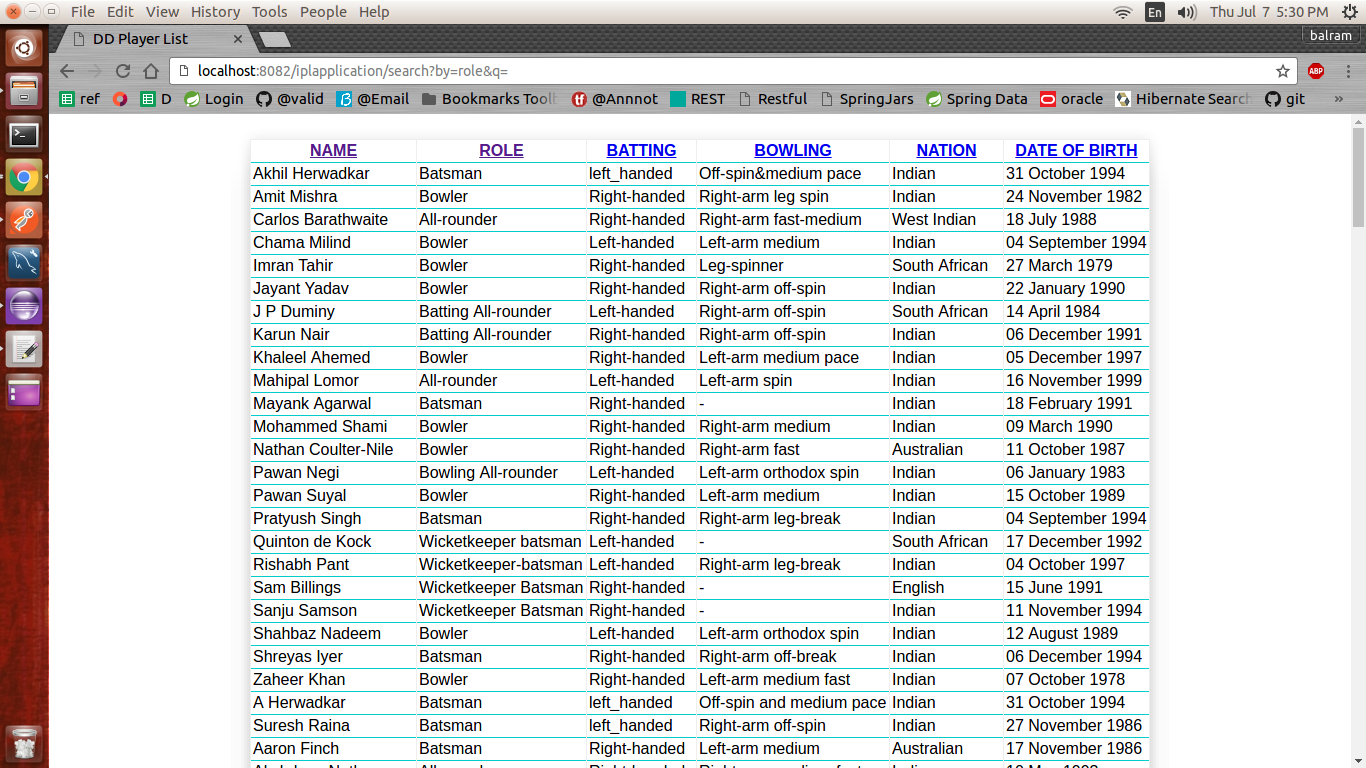 File Edit View History Tools People Help En Thu Jul 7 5:30 PM
DD Player List balram
localhost:8082/iplapplication/search?by=role&q= ABP
ref D Login @valid @Email Bookmarks Tool @Annnot REST Restful SpringJars Spring Data oracle Hibernate Search git »
NAME ROLE BATTING BOWLING NATION DATE OF BIRTH
Akhil Herwadkar Batsman left_handed Off-spin&medium pace Indian 31 October 1994
Amit Mishra Bowler Right-handed Right-arm leg spin Indian 24 November 1982
Carlos Barathwaite All-rounder Right-handed Right-arm fast-medium West Indian 18 July 1988
Chama Milind Bowler Left-handed Left-arm medium Indian 04 September 1994
Imran Tahir Bowler Right-handed Leg-spinner South African 27 March 1979
Jayant Yadav Bowler Right-handed Right-arm off-spin Indian 22 January 1990
J P Duminy Batting All-rounder Left-handed Right-arm off-spin South African 14 April 1984
Karun Nair Batting All-rounder Right-handed Right-arm off-spin Indian 06 December 1991
Khaleel Ahemed Bowler Right-handed Left-arm medium pace Indian 05 December 1997
Mahipal Lomor All-rounder Left-handed Left-arm spin Indian 16 November 1999
Mayank Agarwal Batsman Right-handed - Indian 18 February 1991
Mohammed Shami Bowler Right-handed Right-arm medium Indian 09 March 1990
Nathan Coulter-Nile Bowler Right-handed Right-arm fast Australian 11 October 1987
Pawan Negi Bowling All-rounder Left-handed Left-arm orthodox spin Indian 06 January 1983
Pawan Suyal Bowler Right-handed Left-arm medium Indian 15 October 1989
Pratyush Singh Batsman Right-handed Right-arm leg-break Indian 04 September 1994
Quinton de Kock Wicketkeeper batsman Left-handed - South African 17 December 1992
Rishabh Pant Wicketkeeper-batsman Left-handed Right-arm leg-break Indian 04 October 1997
Sam Billings Wicketkeeper Batsman Right-handed - English 15 June 1991
Sanju Samson Wicketkeeper Batsman Right-handed - Indian 11 November 1994
Shahbaz Nadeem Bowler Left-handed Left-arm orthodox spin Indian 12 August 1989
Shreyas Iyer Batsman Right-handed Right-arm off-break Indian 06 December 1994
Zaheer Khan Bowler Right-handed Left-arm medium fast Indian 07 October 1978
A Herwadkar Batsman left_handed Off-spin and medium pace Indian 31 October 1994
Suresh Raina Batsman left_handed Right-arm off-spin Indian 27 November 1986
Aaron Finch Batsman Right-handed Left-arm medium Australian 17 November 1986